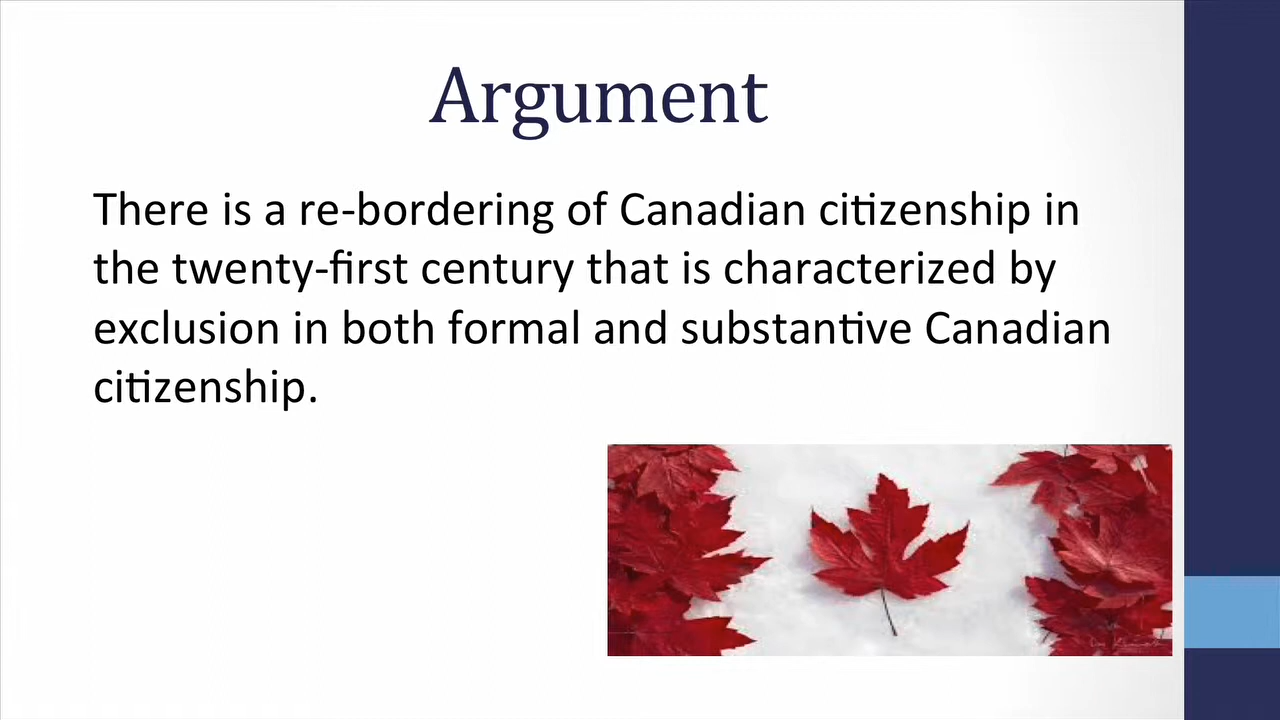 Argument
There is a re-bordering of Canadian citizenship in
the twenty-first century that is characterized by
exclusion in both formal and substantive Canadian
citizenship.